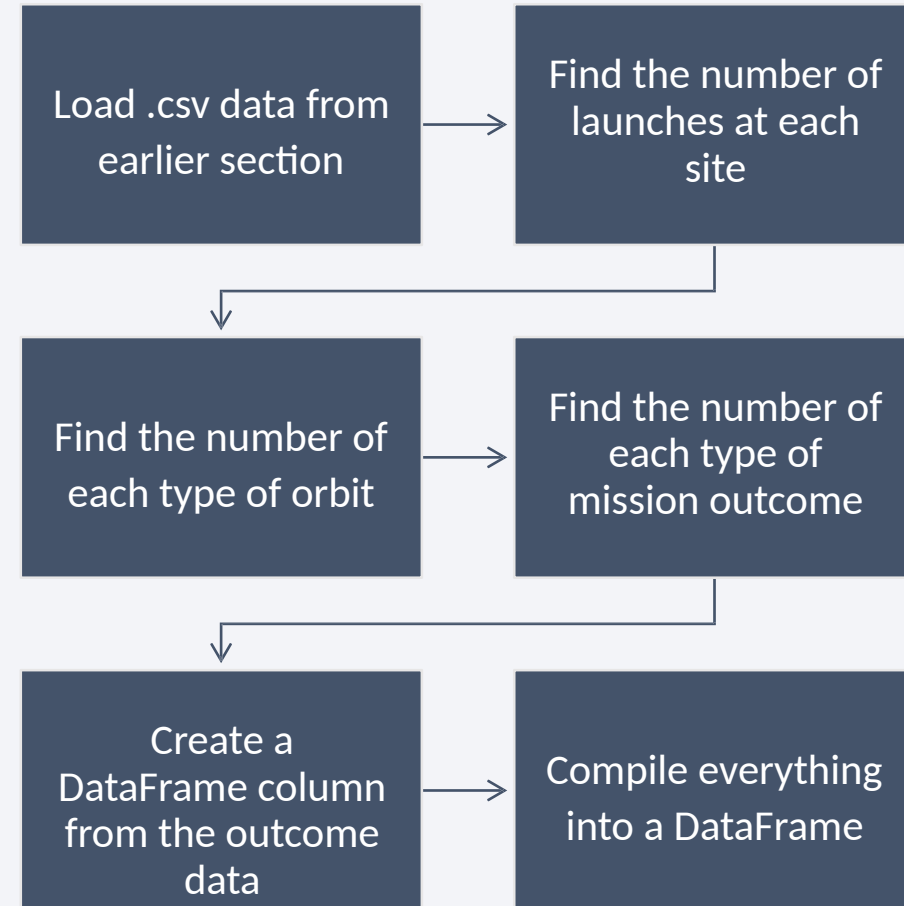 Load .csv data from
earlier section
Find the number of
launches at each
site
Find the number of
each type of orbit
Find the number of
each type of
mission outcome
Create a
DataFrame column
from the outcome
data
Compile everything
into a DataFrame